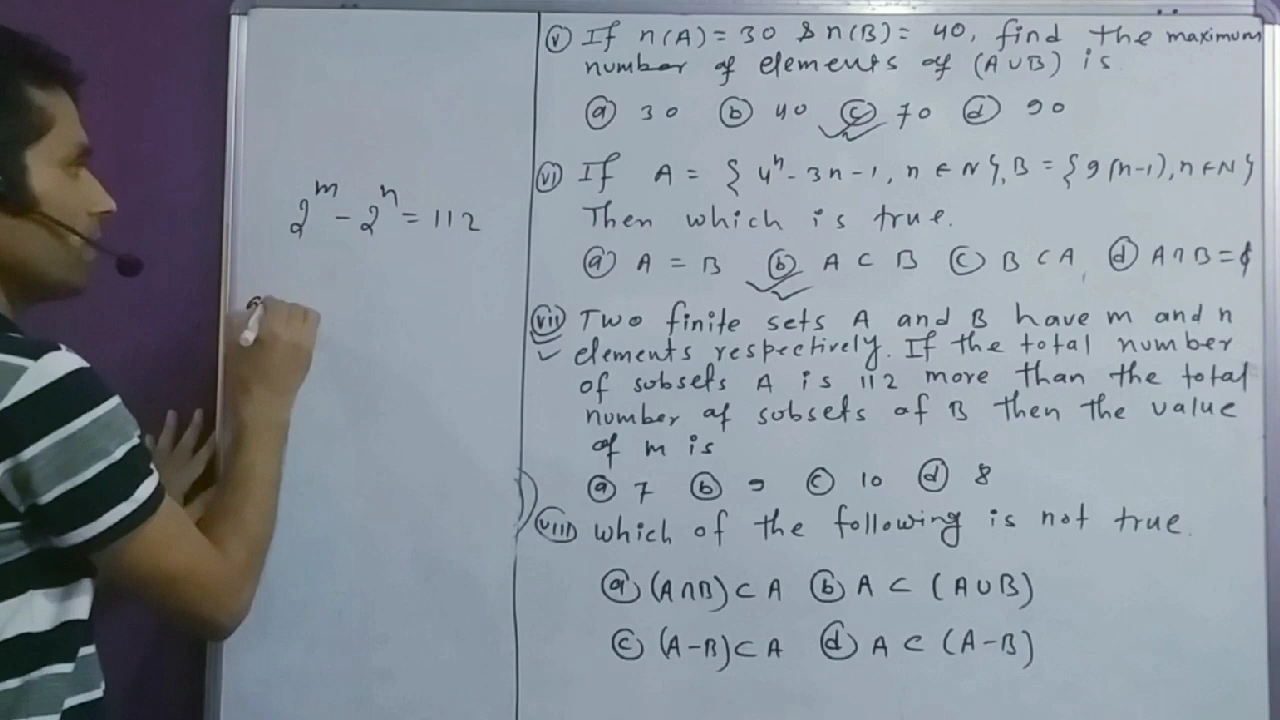 2^m - 2^n = 112
(v) If n(A) = 30 & n(B) = 40, find the maximum
number of elements of (A∪B) is
(a) 30 (b) 40 (c) 70 (d) 90
(vi) If A = {4^n - 3n - 1, n ∈ N}, B = {9(n-1), n ∈ N}
Then which is true.
(a) A = B (b) A ⊂ B (c) B ⊂ A (d) A ∩ B = ϕ
(vii) Two finite sets A and B have m and n
elements respectively. If the total number
of subsets A is 112 more than the total
number of subsets of B then the value
of m is
(a) 7 (b) 9 (c) 10 (d) 8
(viii) which of the following is not true.
(a) (A∩B) ⊂ A (b) A ⊂ (A∪B)
(c) (A-B) ⊂ A (d) A ⊂ (A-B)